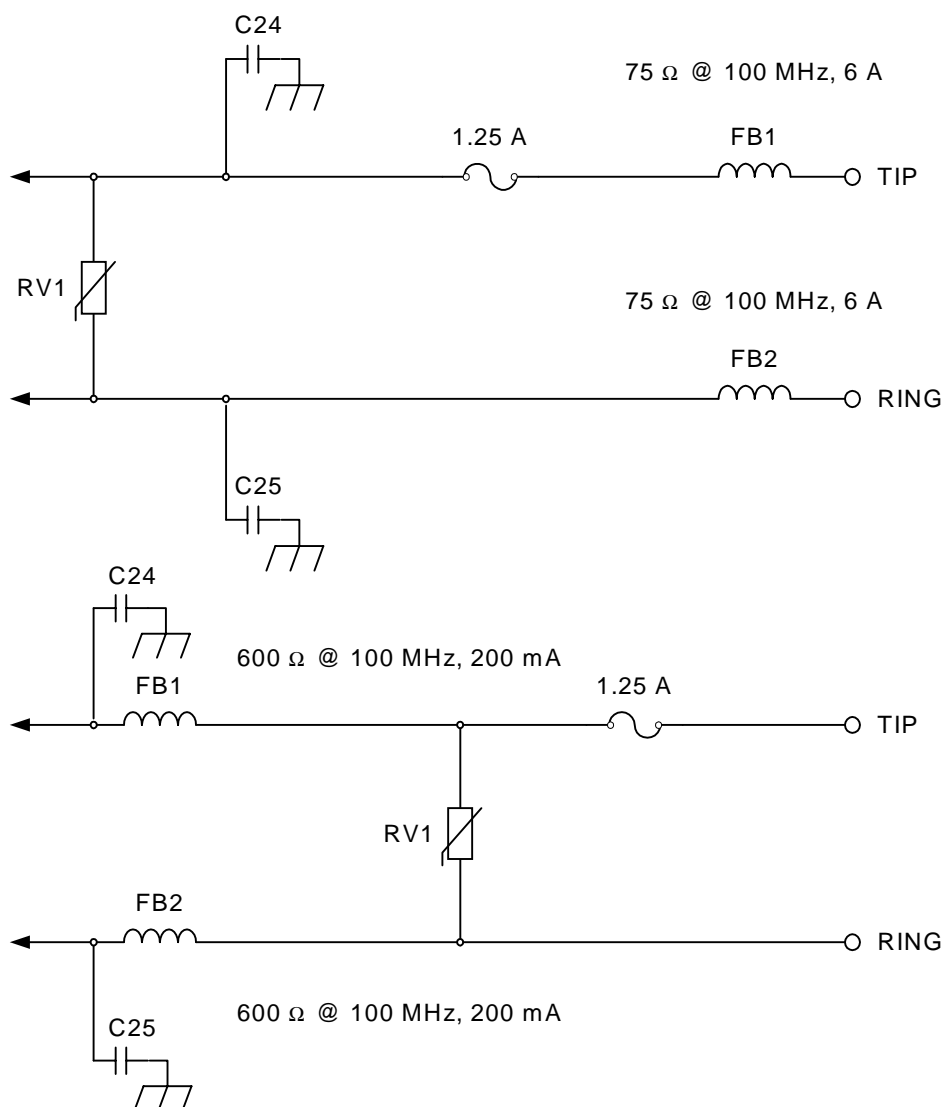 C24
75 Ω @ 100 MHz, 6 A
1.25 A
FB1
TIP
RV1
75 Ω @ 100 MHz, 6 A
FB2
RING
C25
C24
600 Ω @ 100 MHz, 200 mA
FB1
1.25 A
TIP
RV1
FB2
RING
600 Ω @ 100 MHz, 200 mA
C25